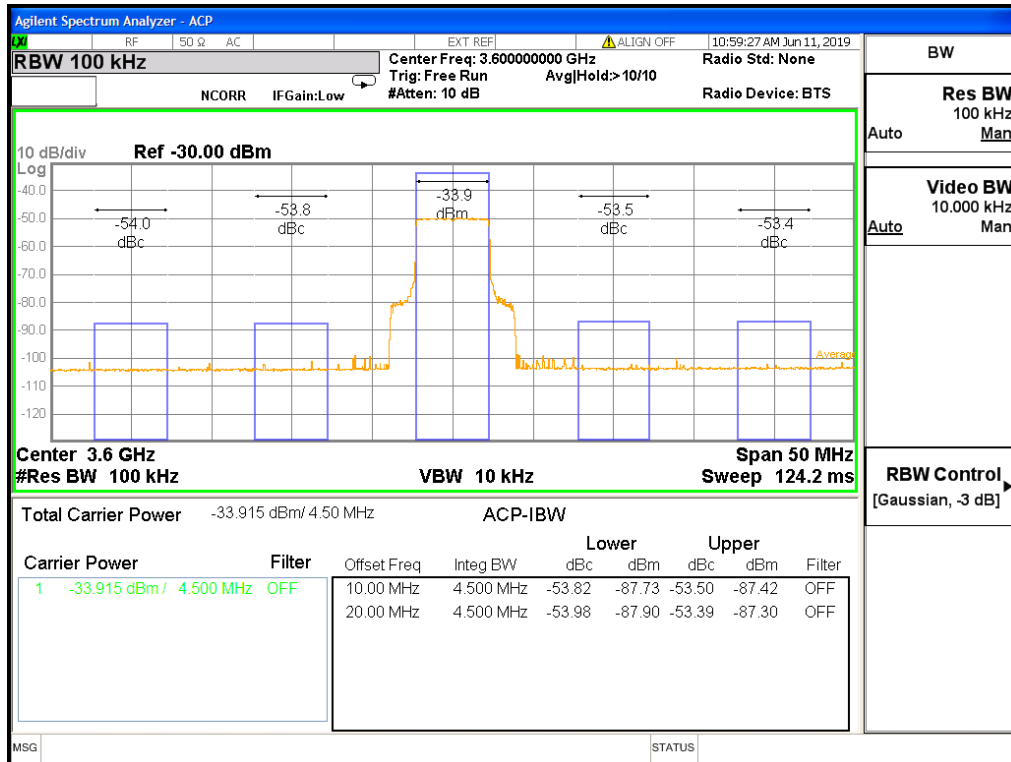 Agilent Spectrum Analyzer - ACP
LXI RF 50 Ω AC EXT REF ALIGN OFF 10:59:27 AM Jun 11, 2019
RBW 100 kHz
Center Freq: 3.600000000 GHz
Radio Std: None
Trig: Free Run
Avg|Hold:> 10/10
NCORR
IFGain:Low
#Atten: 10 dB
Radio Device: BTS
10 dB/div Ref -30.00 dBm
Log
-40.0
-50.0
-60.0
-70.0
-80.0
-90.0
-100
-110
-120
-54.0
dBc
-53.8
dBc
-33.9
dBm
-53.5
dBc
-53.4
dBc
Average
Center 3.6 GHz
Span 50 MHz
#Res BW 100 kHz
VBW 10 kHz
Sweep 124.2 ms
Total Carrier Power -33.915 dBm/ 4.50 MHz
ACP-IBW
Lower Upper
Carrier Power Filter
Offset Freq Integ BW dBc dBm dBc dBm Filter
1 -33.915 dBm / 4.500 MHz OFF
10.00 MHz 4.500 MHz -53.82 -87.73 -53.50 -87.42 OFF
20.00 MHz 4.500 MHz -53.98 -87.90 -53.39 -87.30 OFF
MSG
STATUS
BW
Res BW
100 kHz
Auto Man
Video BW
10.000 kHz
Auto Man
RBW Control
[Gaussian, -3 dB]